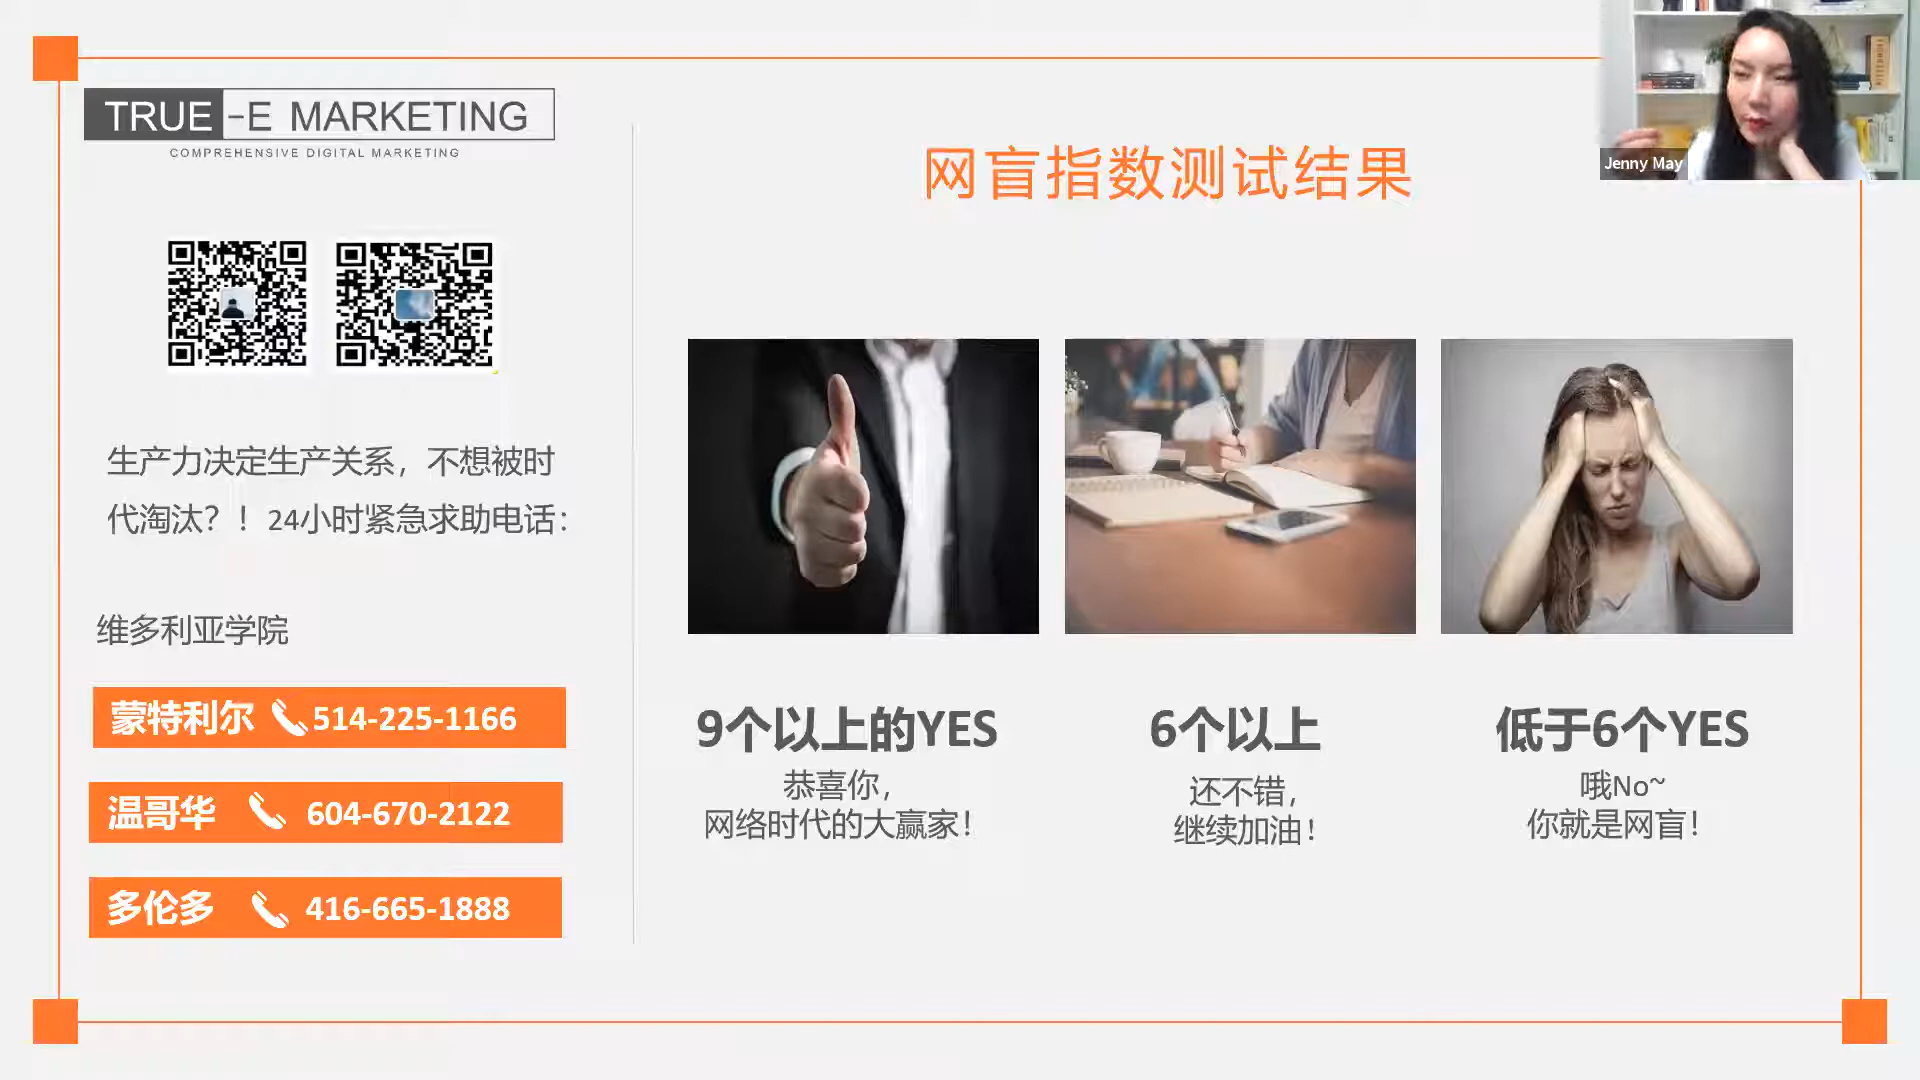 TRUE-E MARKETING
COMPREHENSIVE DIGITAL MARKETING
生产力决定生产关系，不想被时
代淘汰？！24小时紧急求助电话：
维多利亚学院
蒙特利尔 514-225-1166
温哥华 604-670-2122
多伦多 416-665-1888
网盲指数测试结果
9个以上的YES
恭喜你，
网络时代的大赢家！
6个以上
还不错，
继续加油！
低于6个YES
哦No~
你就是网盲！
Jenny May